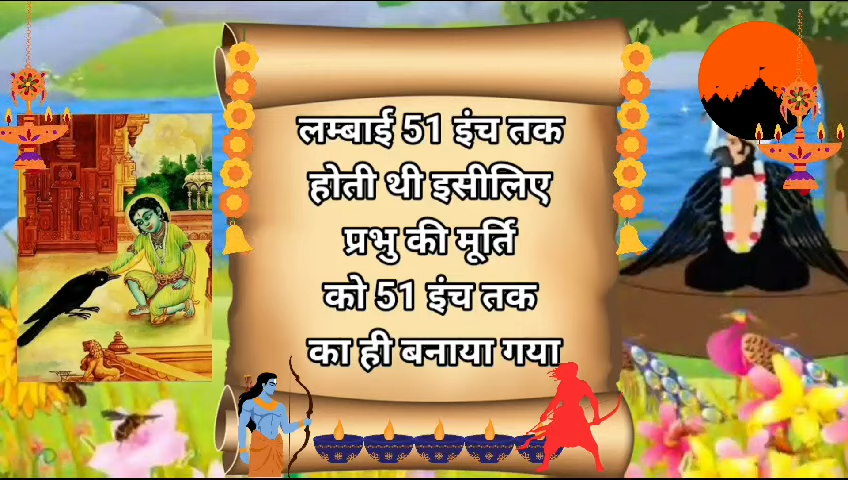 लम्बाई 51 इंच तक
होती थी इसीलिए
प्रभु की मूर्ति
को 51 इंच तक
का ही बनाया गया